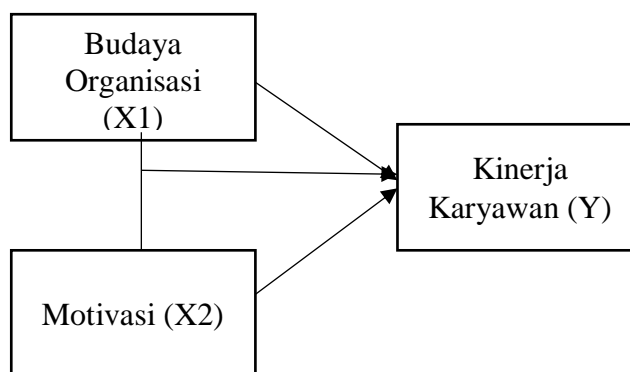 Budaya
Organisasi
(X1)
Kinerja
Karyawan (Y)
Motivasi (X2)